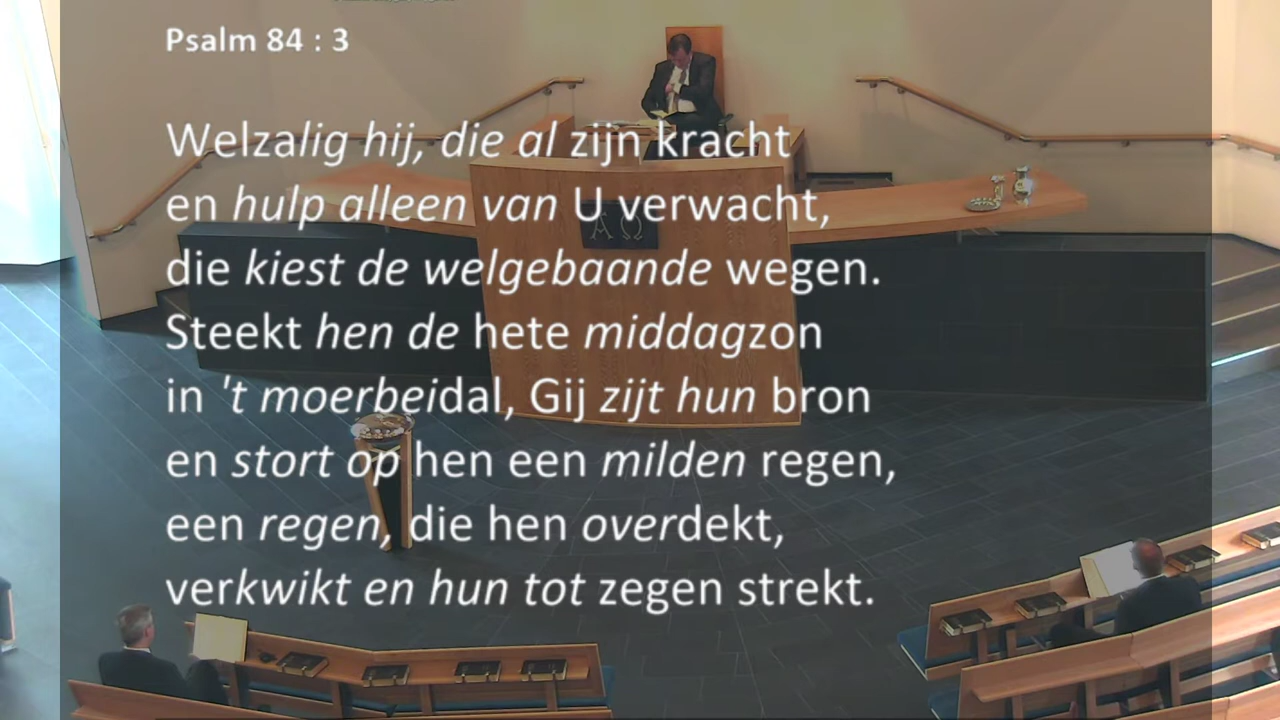 Psalm 84 : 3
Welzalig hij, die al zijn kracht
en hulp alleen van U verwacht,
die kiest de welgebaande wegen.
Steekt hen de hete middagzon
in 't moerbeidal, Gij zijt hun bron
en stort op hen een milden regen,
een regen, die hen overdekt,
verkwikt en hun tot zegen strekt.
Α Ω